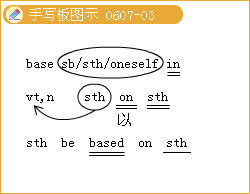 手写板图示 0607-03
base sb/sth/oneself in
vt,n sth on sth
以
sth be based on sth